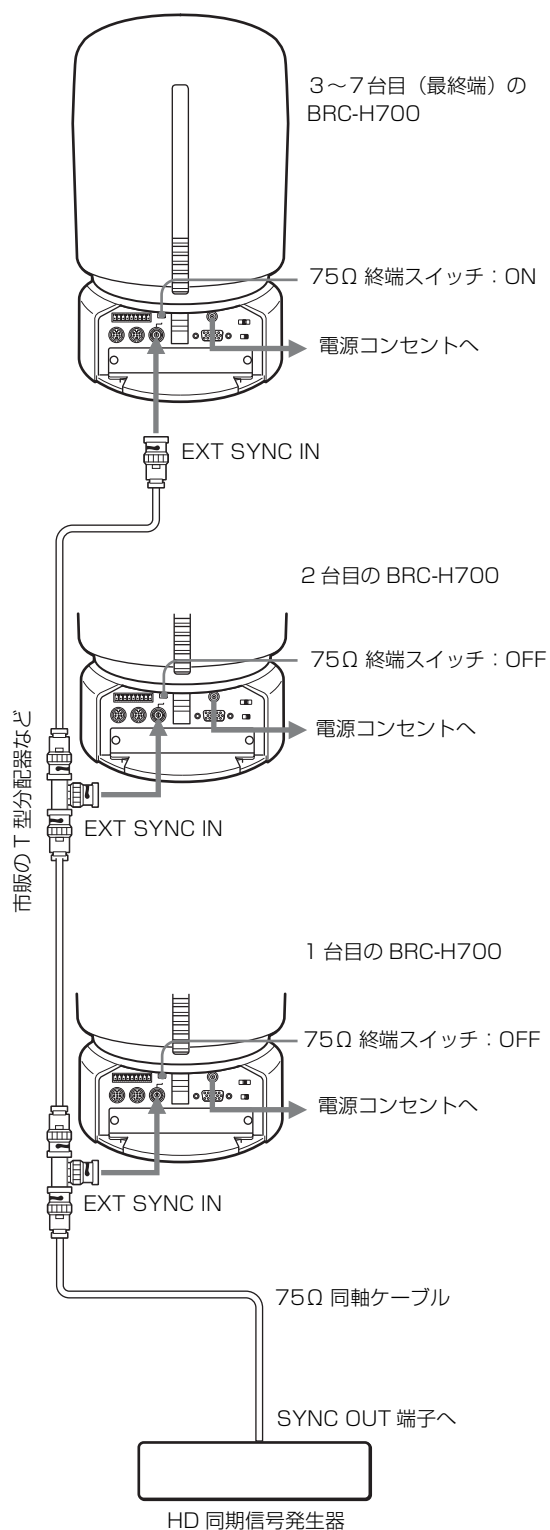 3～7台目（最終端）の
BRC-H700
75Ω 終端スイッチ：ON
電源コンセントへ
EXT SYNC IN
2台目の BRC-H700
75Ω 終端スイッチ：OFF
電源コンセントへ
EXT SYNC IN
市販の T 型分配器など
1台目の BRC-H700
75Ω 終端スイッチ：OFF
電源コンセントへ
EXT SYNC IN
75Ω 同軸ケーブル
SYNC OUT 端子へ
HD 同期信号発生器